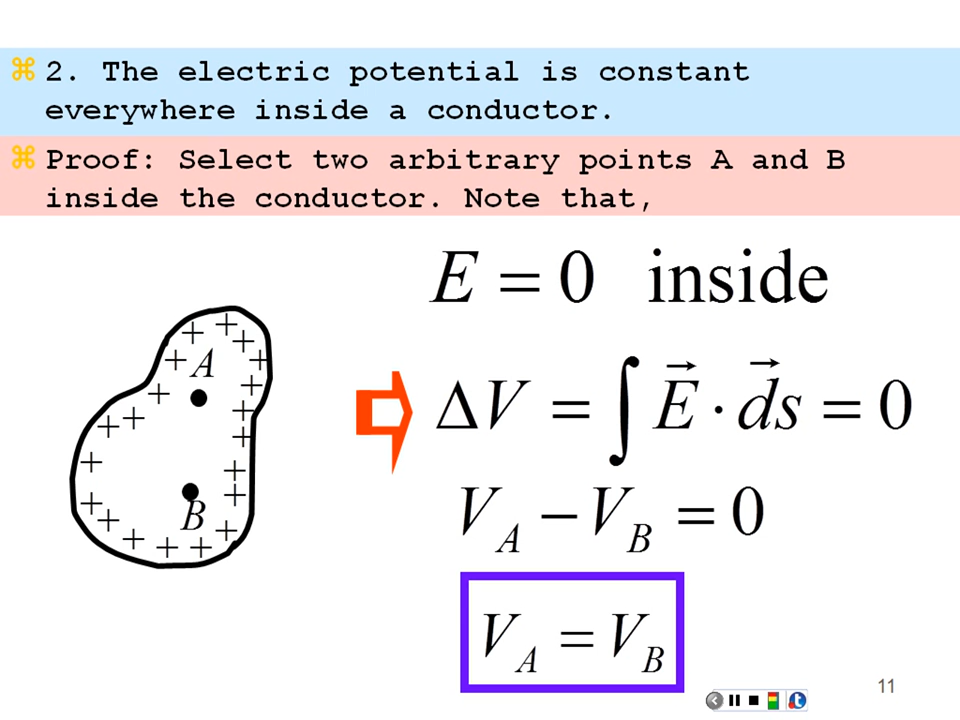 2. The electric potential is constant
everywhere inside a conductor.
Proof: Select two arbitrary points A and B
inside the conductor. Note that,
E = 0 inside
ΔV = ∫ E⃗ · ds⃗ = 0
V_A − V_B = 0
V_A = V_B
A
B
11